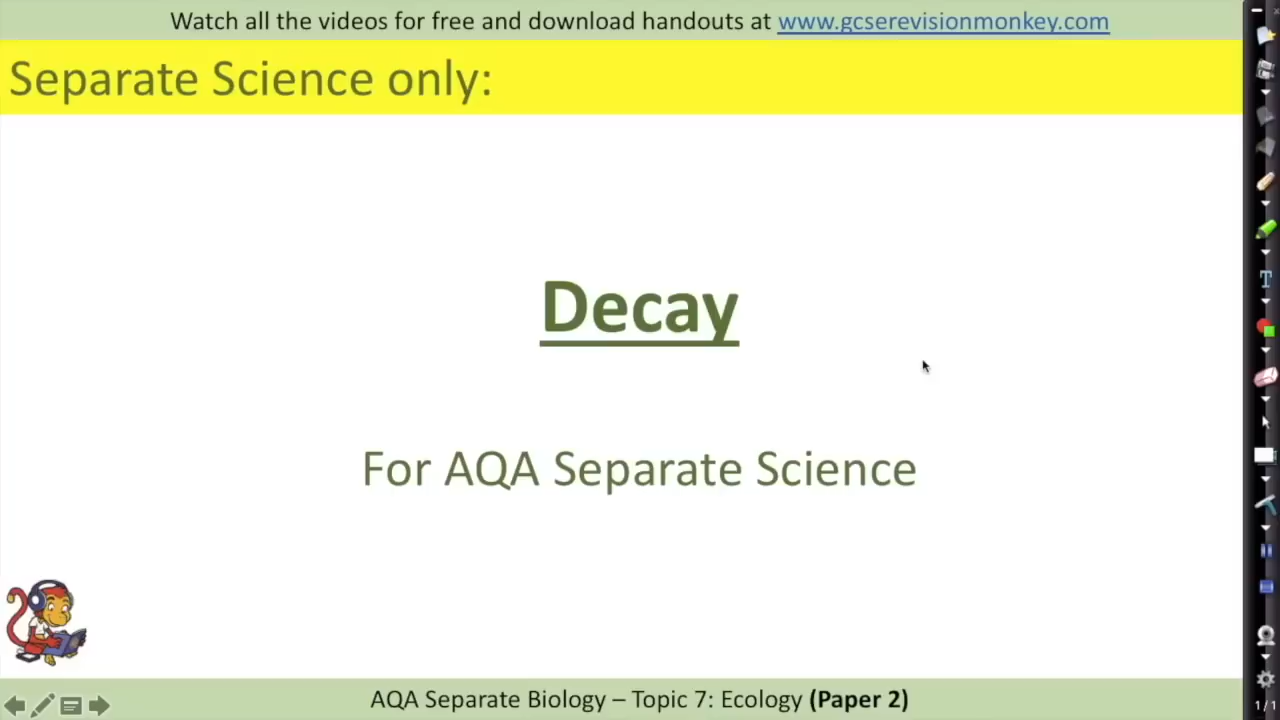 Watch all the videos for free and download handouts at www.gcserevisionmonkey.com
Separate Science only:
Decay
For AQA Separate Science
AQA Separate Biology – Topic 7: Ecology (Paper 2)
T
1 / 1